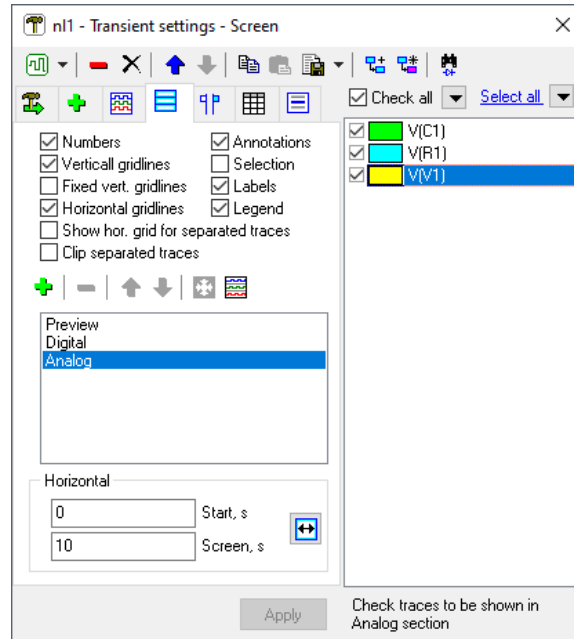 nl1 - Transient settings - Screen
Check all
Select all
Numbers
Annotations
Verticall gridlines
Selection
Fixed vert. gridlines
Labels
Horizontal gridlines
Legend
Show hor. grid for separated traces
Clip separated traces
V(C1)
V(R1)
V(V1)
Preview
Digital
Analog
Horizontal
0
Start, s
10
Screen, s
Apply
Check traces to be shown in
Analog section